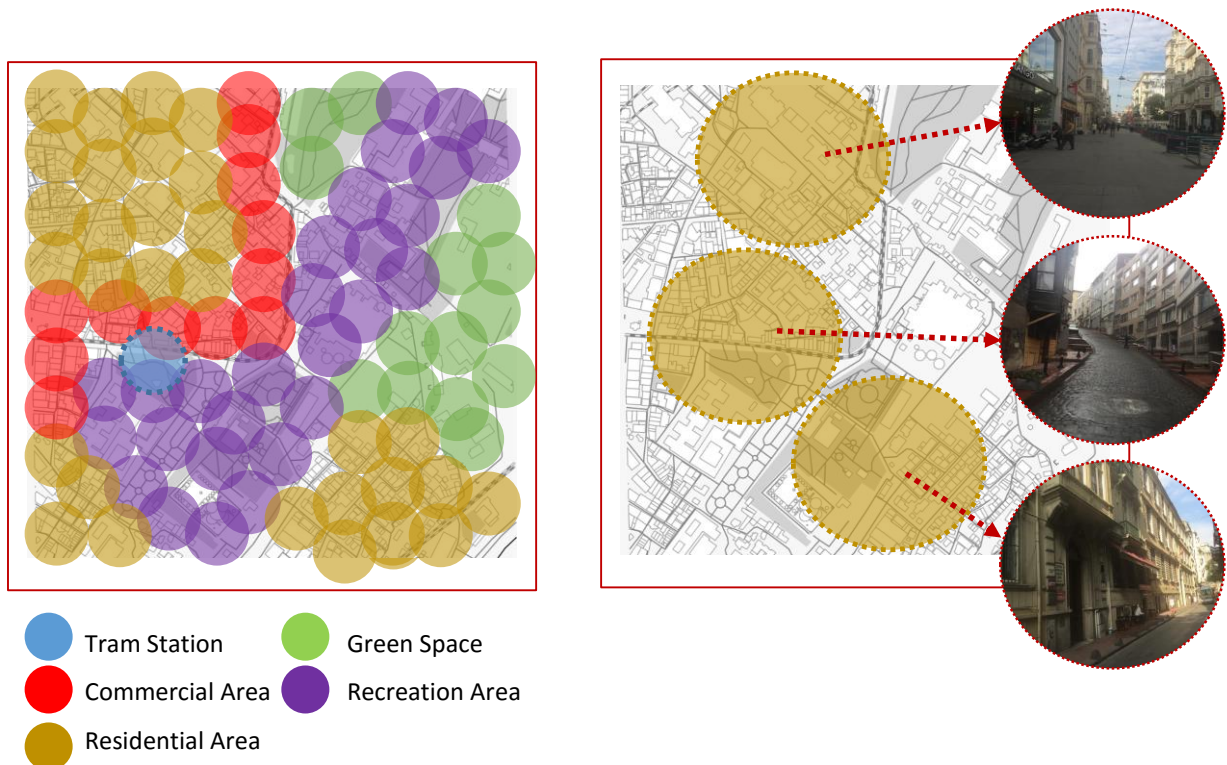 Tram Station
Green Space
Commercial Area
Recreation Area
Residential Area